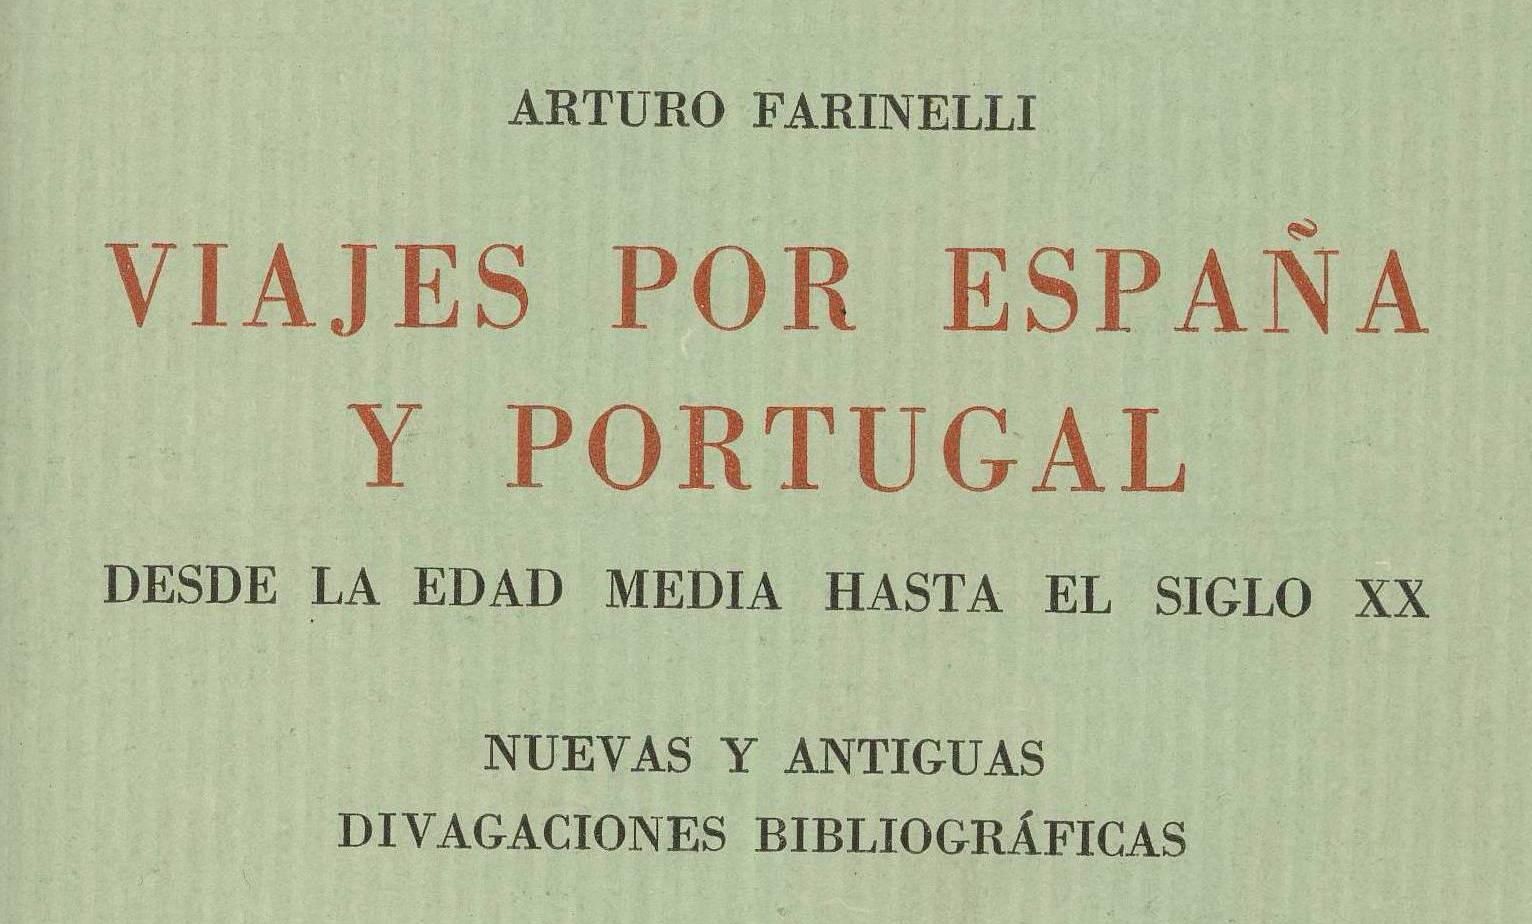 ARTURO FARINELLI
VIAJES POR ESPAÑA
Y PORTUGAL
DESDE LA EDAD MEDIA HASTA EL SIGLO XX
NUEVAS Y ANTIGUAS
DIVAGACIONES BIBLIOGRÁFICAS